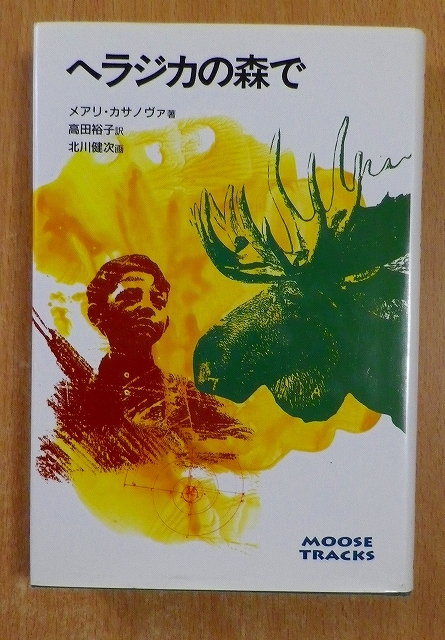 ヘラジカの森で
メアリ・カサノヴァ著
高田裕子訳
北川健次画
MOOSE
TRACKS